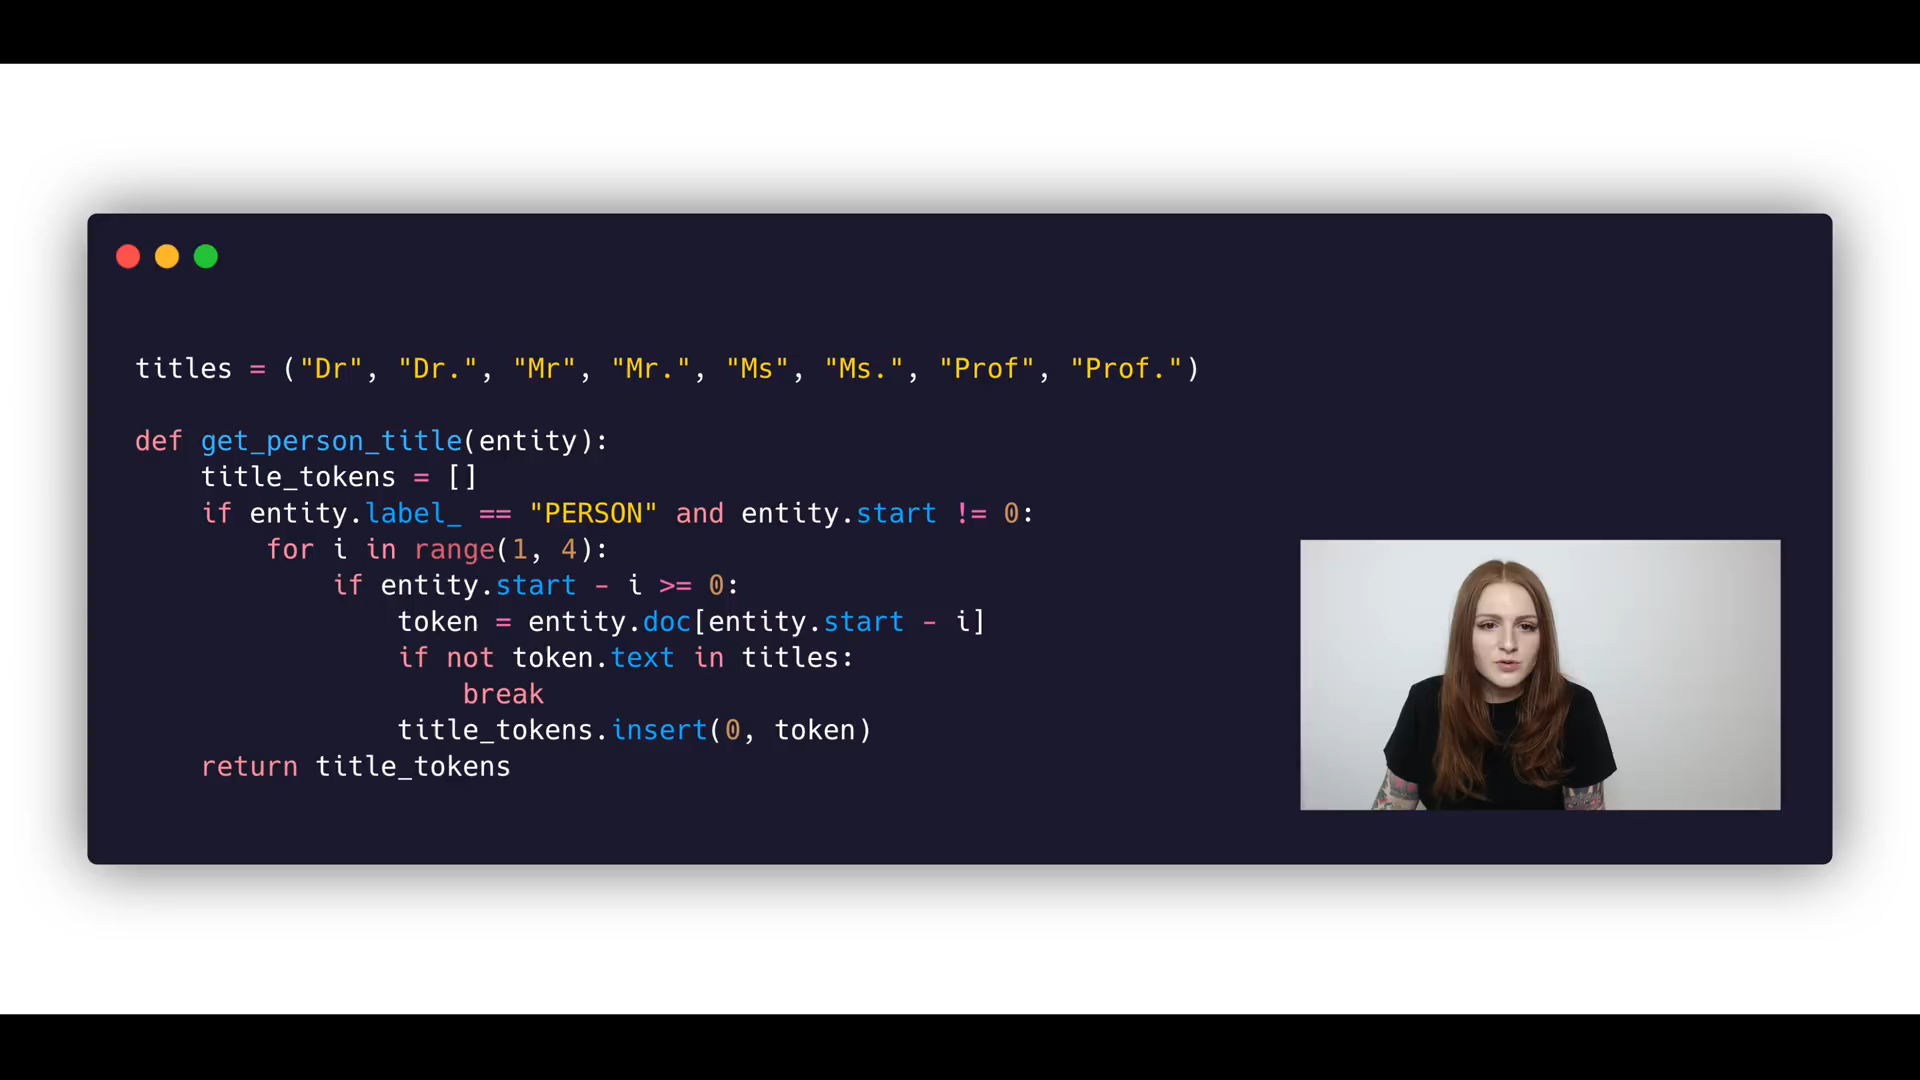 titles = ("Dr", "Dr.", "Mr", "Mr.", "Ms", "Ms.", "Prof", "Prof.")
def get_person_title(entity):
    title_tokens = []
    if entity.label_ == "PERSON" and entity.start != 0:
        for i in range(1, 4):
            if entity.start - i >= 0:
                token = entity.doc[entity.start - i]
                if not token.text in titles:
                    break
                title_tokens.insert(0, token)
    return title_tokens